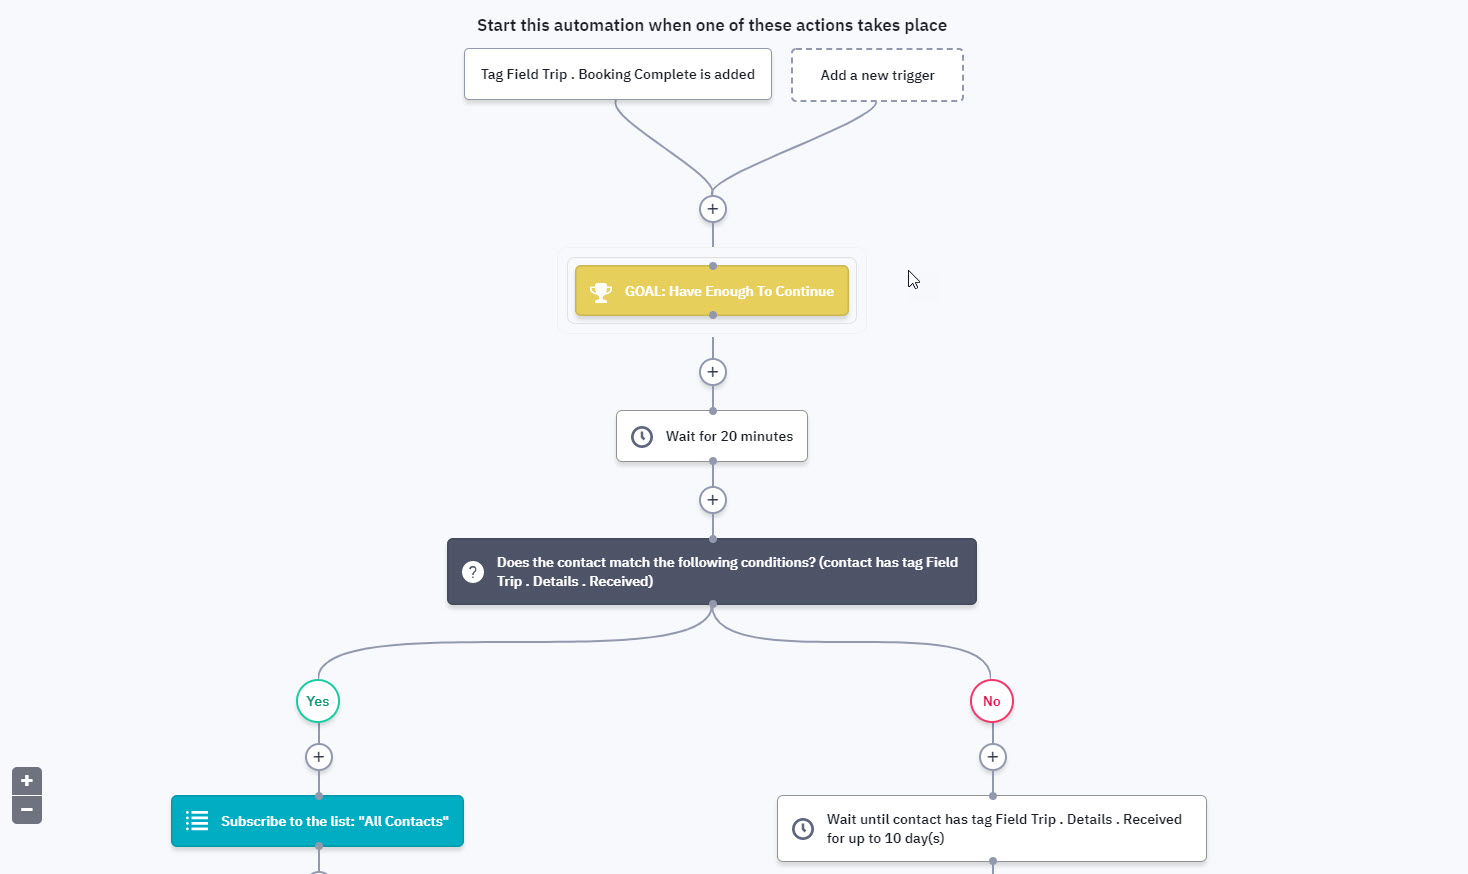 Start this automation when one of these actions takes place
Tag Field Trip . Booking Complete is added
Add a new trigger
+
GOAL: Have Enough To Continue
+
Wait for 20 minutes
+
?
Does the contact match the following conditions? (contact has tag Field
Trip . Details . Received)
Yes
No
+
+
+
−
Subscribe to the list: "All Contacts"
Wait until contact has tag Field Trip . Details . Received
for up to 10 day(s)